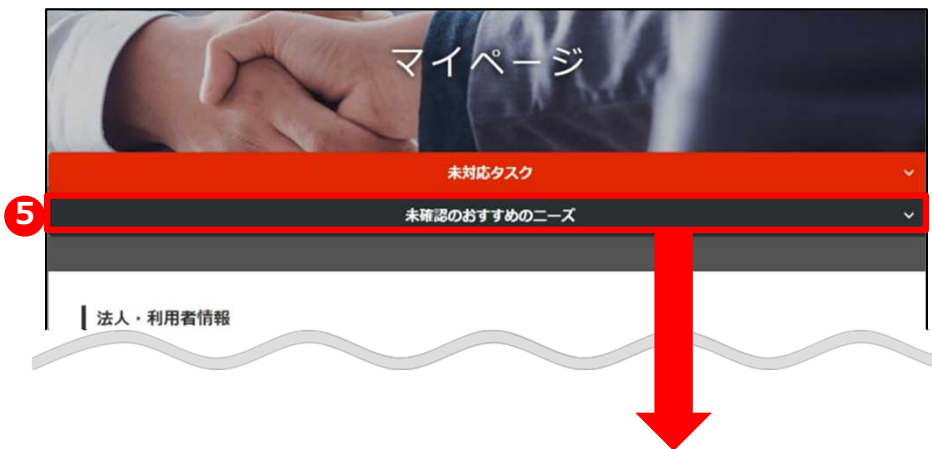 マイページ
未対応タスク
5
未確認のおすすめのニーズ
法人・利用者情報